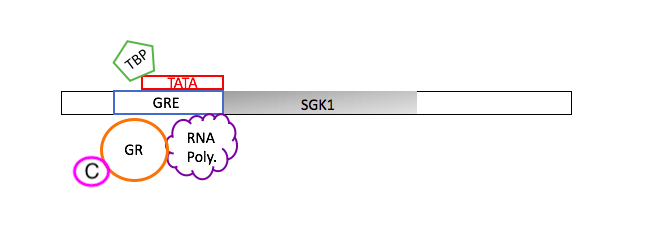 TBP
TATA
GRE
SGK1
GR
RNA
Poly.
C